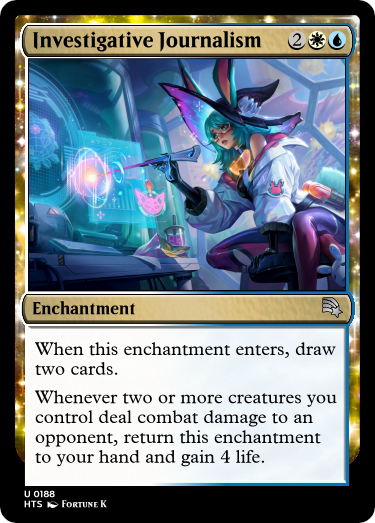 Investigative Journalism 2
Enchantment
When this enchantment enters, draw
two cards.
Whenever two or more creatures you
control deal combat damage to an
opponent, return this enchantment
to your hand and gain 4 life.
U 0188
HTS Fortune K